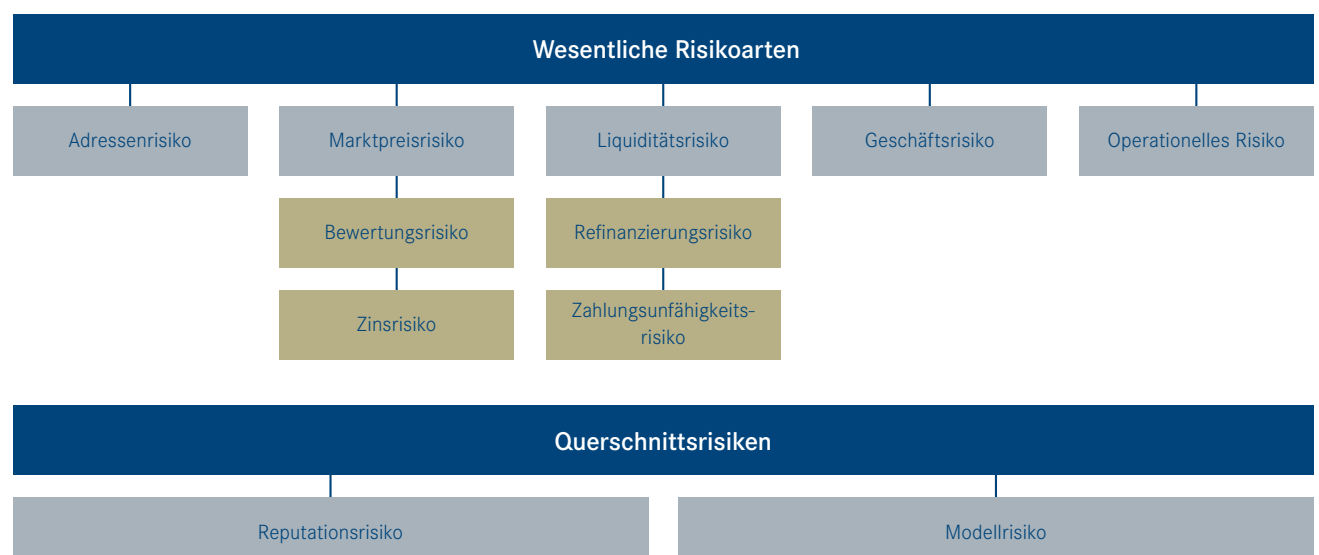 Wesentliche Risikoarten
Adressenrisiko
Marktpreisrisiko
Liquiditätsrisiko
Geschäftsrisiko
Operationelles Risiko
Bewertungsrisiko
Refinanzierungsrisiko
Zinsrisiko
Zahlungsunfähigkeits-
risiko
Querschnittsrisiken
Reputationsrisiko
Modellrisiko